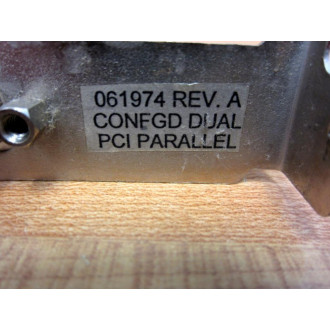 061974 REV. A
CONFGD DUAL
PCI PARALLEL